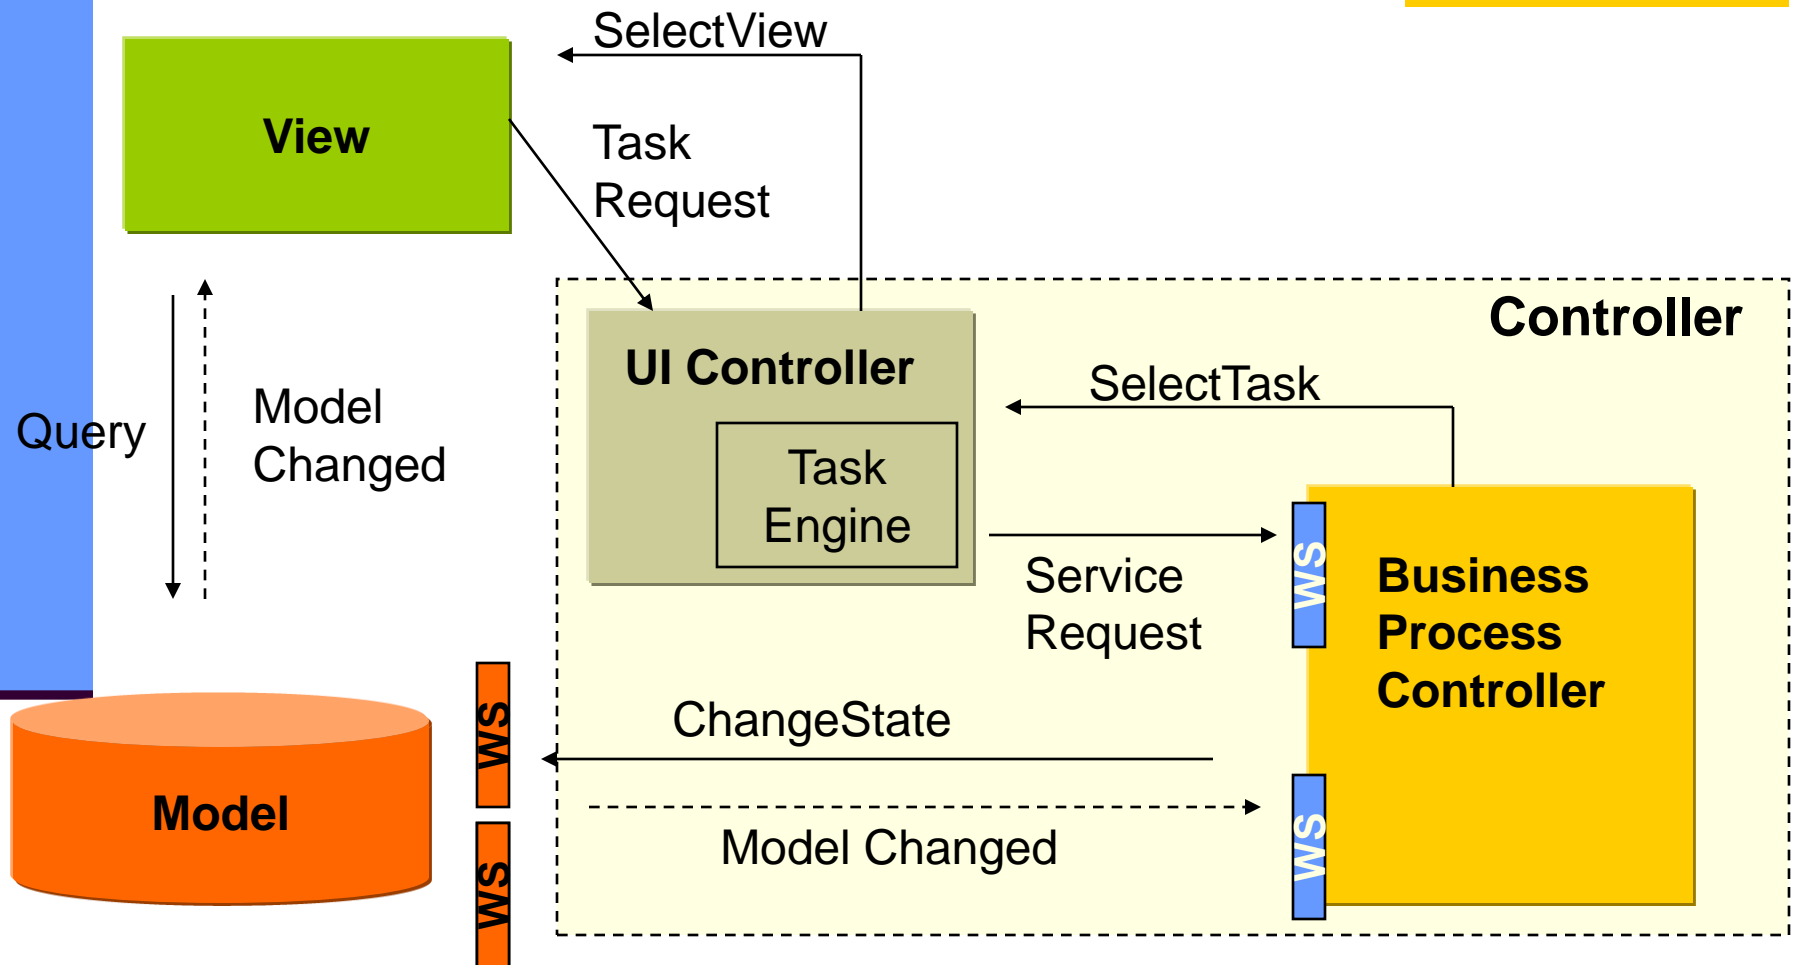 SelectView
View
Task
Request
Controller
UI Controller
SelectTask
Model
Changed
Query
Task
Engine
Service
Request
WS
Business
Process
Controller
WS
ChangeState
Model
Model Changed
WS
WS